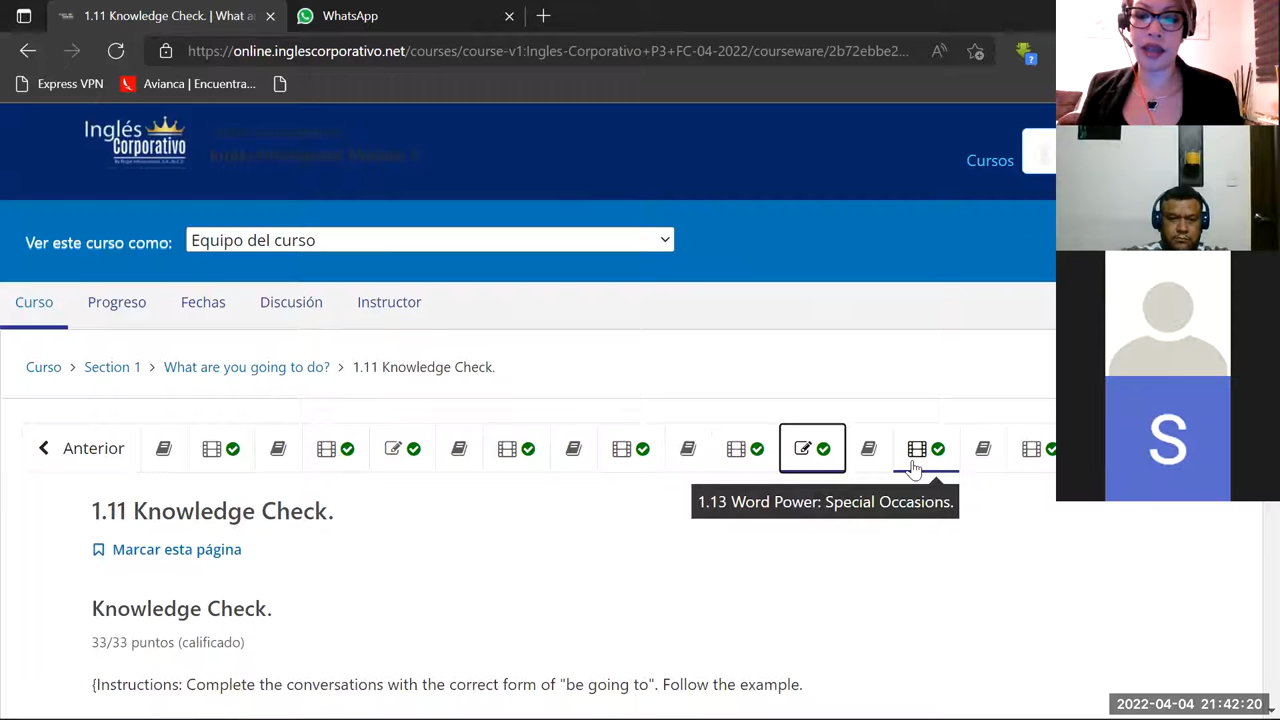 1.11 Knowledge Check. | What a
WhatsApp
https://online.inglescorporativo.mx/courses
1:Ingles-Corporativo+P3+FC-04-2022/courseware/2b72ebbe2...
Express VPN
Avianca | Encuentra...
Inglés
Corporativo
Cursos
Ver este curso como:
Equipo del curso
Curso
Progreso
Fechas
Discusión
Instructor
Curso > Section 1 > What are you going to do? > 1.11 Knowledge Check.
Anterior
1.13 Word Power: Special Occasions.
S
1.11 Knowledge Check.
Marcar esta página
Knowledge Check.
33/33 puntos (calificado)
{Instructions: Complete the conversations with the correct form of "be going to". Follow the example.
2022-04-04 21:42:20